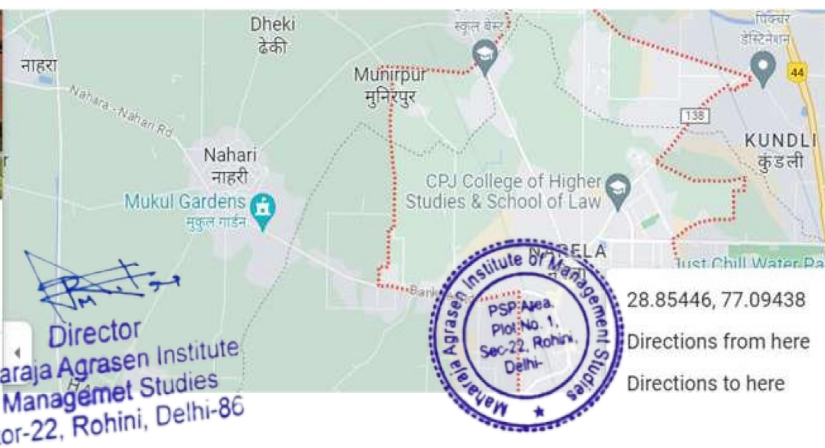 Dheki
ढेकी
नाहरा
Munirpur
मुनिरपुर
Nahara - Nahari Rd
44
138
KUNDLI
कुंडली
Nahari
नाहरी
Mukul Gardens
मुकुल गार्डन
CPJ College of Higher
Studies & School of Law
NARELA
Just Chill Water Pa
28.85446, 77.09438
Directions from here
Directions to here
Maharaja Agrasen Institute of Management Studies
PSP Area,
Plot No. 1,
Sec-22, Rohini,
Delhi-
Director
araja Agrasen Institute
Managemet Studies
or-22, Rohini, Delhi-86